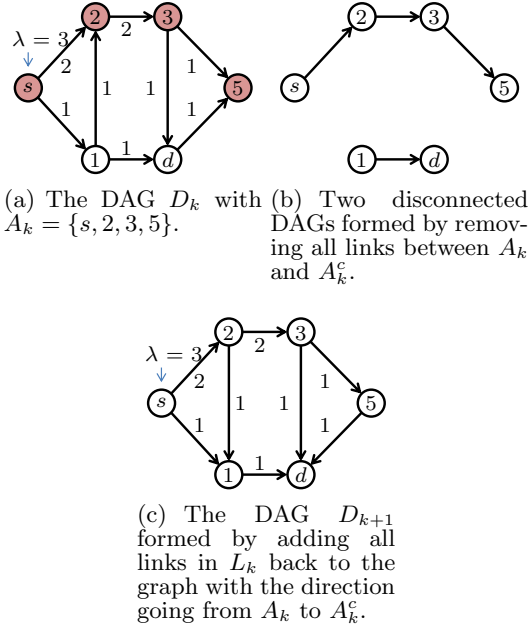 λ = 3
2
2
3
2
1
s
5
1
1
1
1
1
1
d
(a) The DAG D_k with
A_k = {s, 2, 3, 5}.
2
3
s
5
1
d
(b) Two disconnected
DAGs formed by remov-
ing all links between A_k
and A_k^c.
λ = 3
2
2
3
2
1
s
5
1
1
1
1
1
1
d
(c) The DAG D_{k+1}
formed by adding all
links in L_k back to the
graph with the direction
going from A_k to A_k^c.